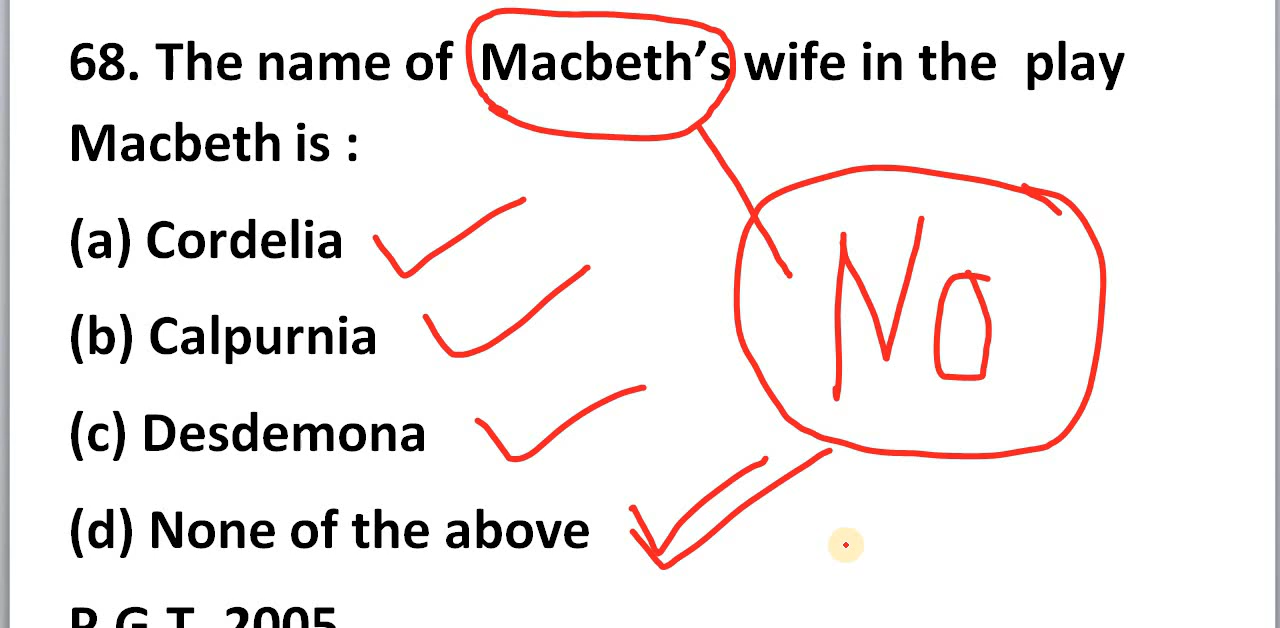 68. The name of Macbeth's wife in the play
Macbeth is :
(a) Cordelia
(b) Calpurnia
No
(c) Desdemona
(d) None of the above
P.G.T. 2005